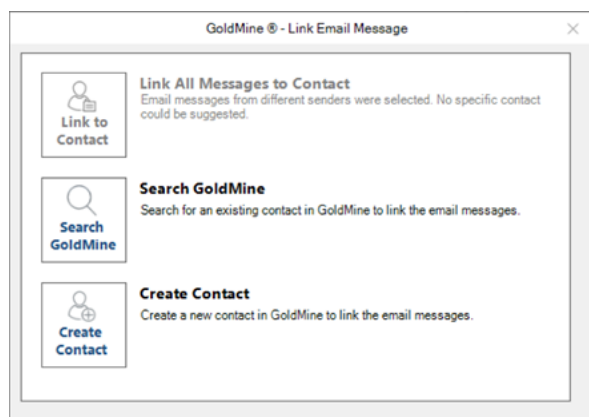 GoldMine ® - Link Email Message
Link to
Contact
Link All Messages to Contact
Email messages from different senders were selected. No specific contact
could be suggested.
Search
GoldMine
Search GoldMine
Search for an existing contact in GoldMine to link the email messages.
Create
Contact
Create Contact
Create a new contact in GoldMine to link the email messages.